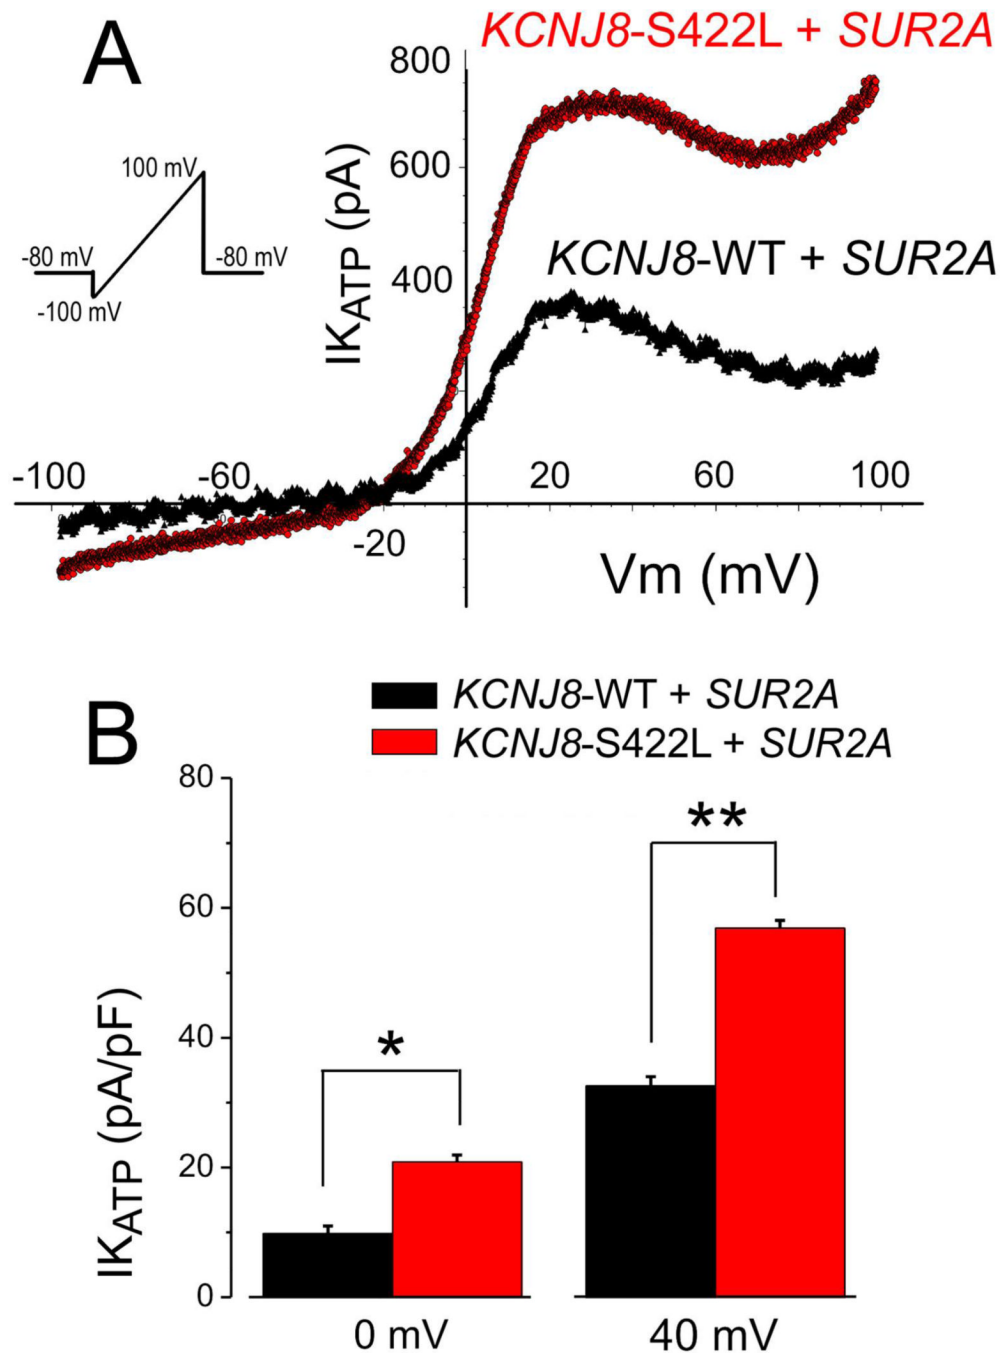 A
KCNJ8-S422L + SUR2A
800
600
400
IKATP (pA)
100 mV
-80 mV
-80 mV
-100 mV
KCNJ8-WT + SUR2A
-100
-60
20
60
100
-20
Vm (mV)
B
KCNJ8-WT + SUR2A
KCNJ8-S422L + SUR2A
80
60
40
20
0
IKATP (pA/pF)
*
**
0 mV
40 mV